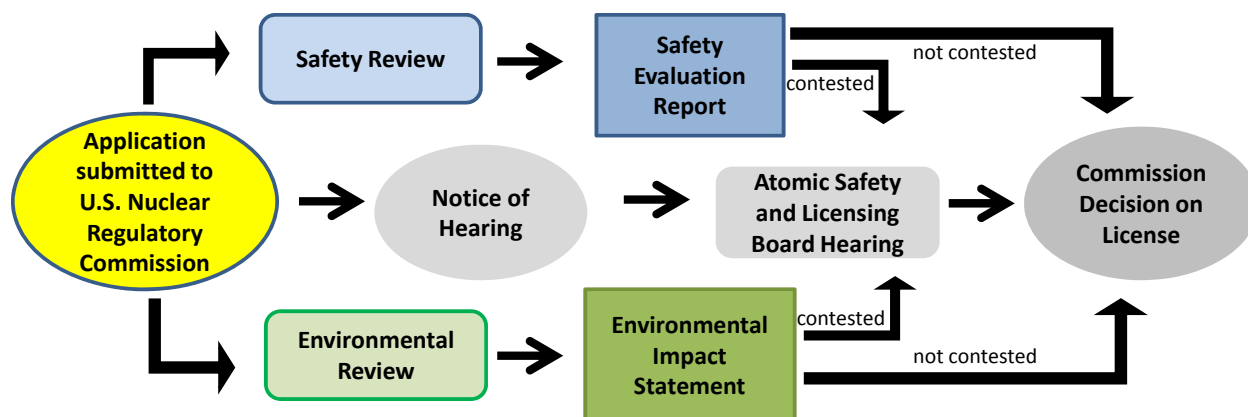 Safety Review
Safety
Evaluation
Report
not contested
contested
Application
submitted to
U.S. Nuclear
Regulatory
Commission
Notice of
Hearing
Atomic Safety
and Licensing
Board Hearing
Commission
Decision on
License
Environmental
Review
Environmental
Impact
Statement
contested
not contested